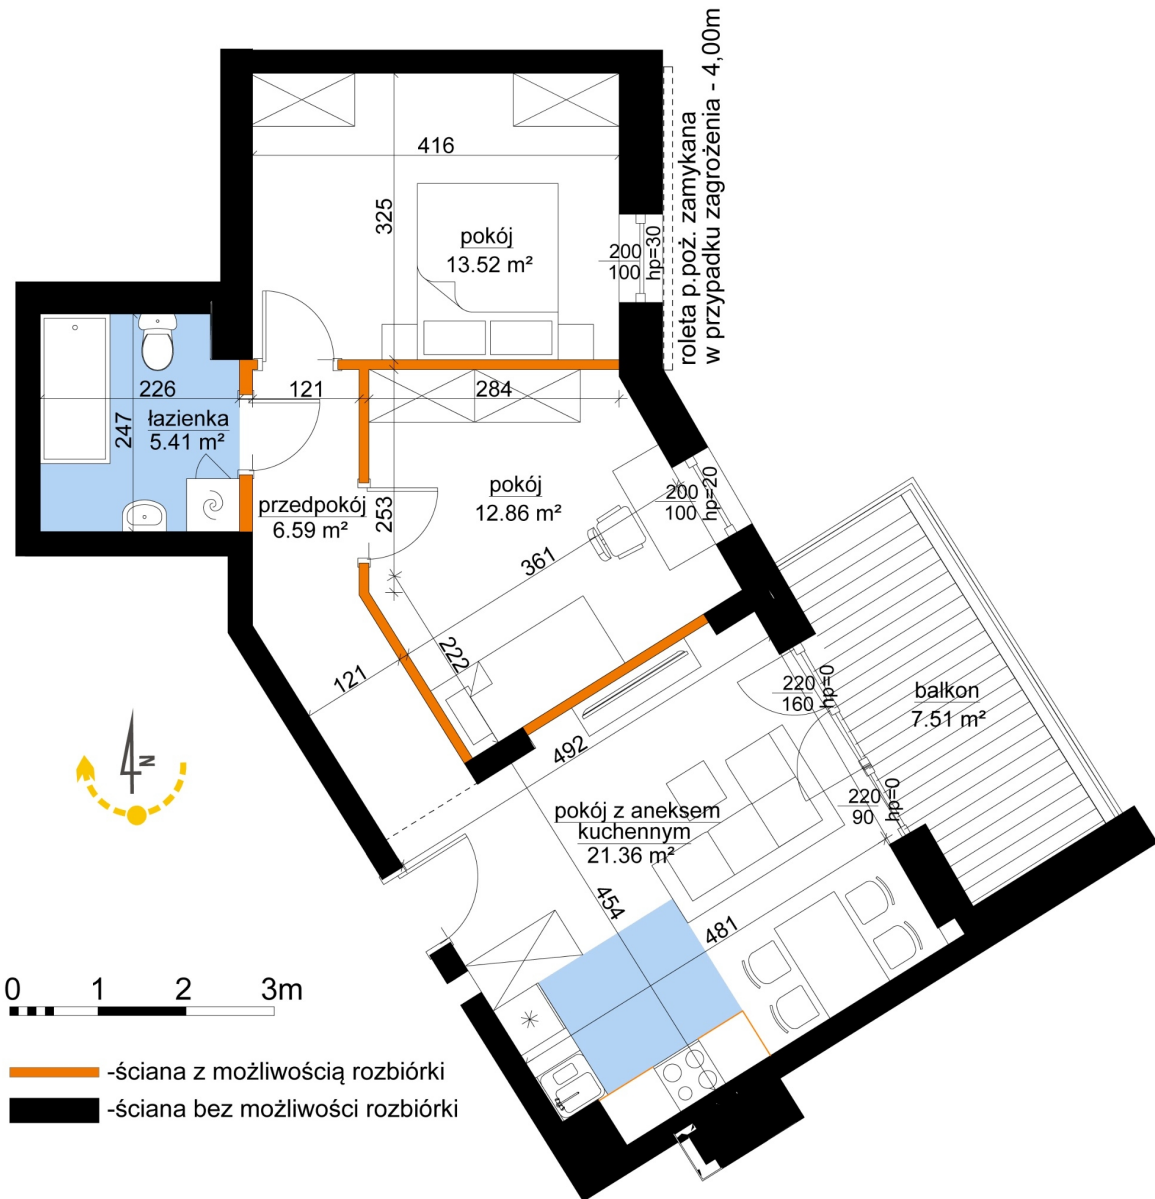 roleta p.poż. zamykana
w przypadku zagrożenia - 4,00m
416
325
pokój
13.52 m²
200
100
hp=30
226
121
284
247
łazienka
5.41 m²
przedpokój
6.59 m²
253
pokój
12.86 m²
200
100
hp=20
361
222
121
492
220
160
hp=0
balkon
7.51 m²
220
90
hp=0
pokój z aneksem
kuchennym
21.36 m²
454
481
N
0 1 2 3m
-ściana z możliwością rozbiórki
-ściana bez możliwości rozbiórki